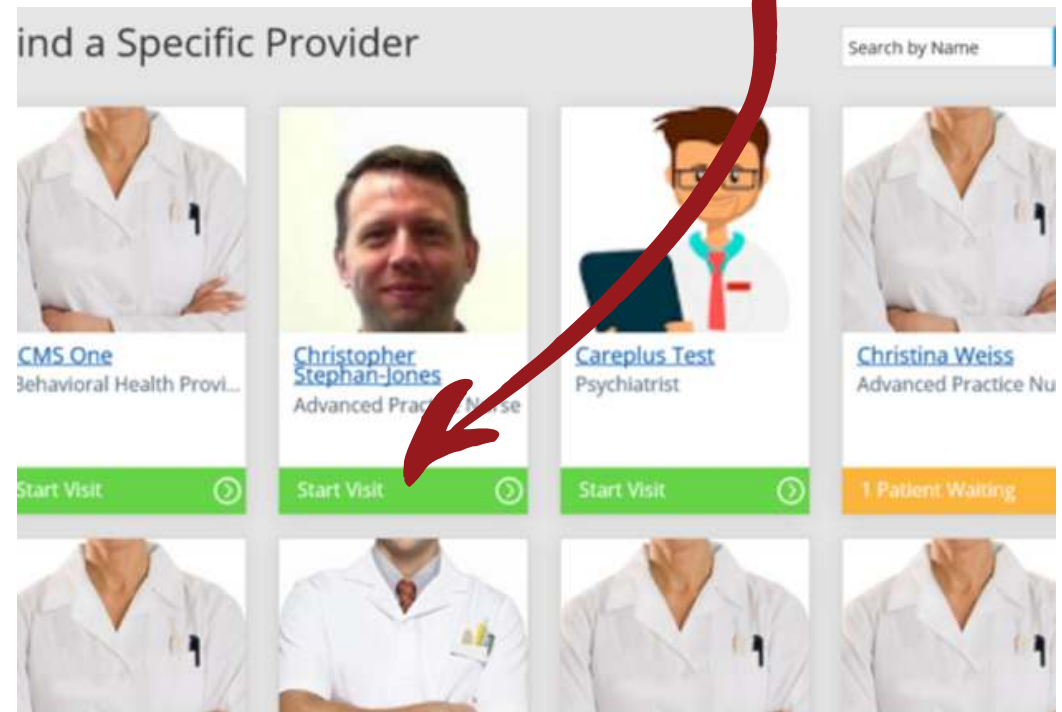 ind a Specific Provider
Search by Name
CMS One
Behavioral Health Provi...
Start Visit
Christopher
Stephan-Jones
Advanced Practice Nurse
Start Visit
Careplus Test
Psychiatrist
Start Visit
Christina Weiss
Advanced Practice Nu
1 Patient Waiting